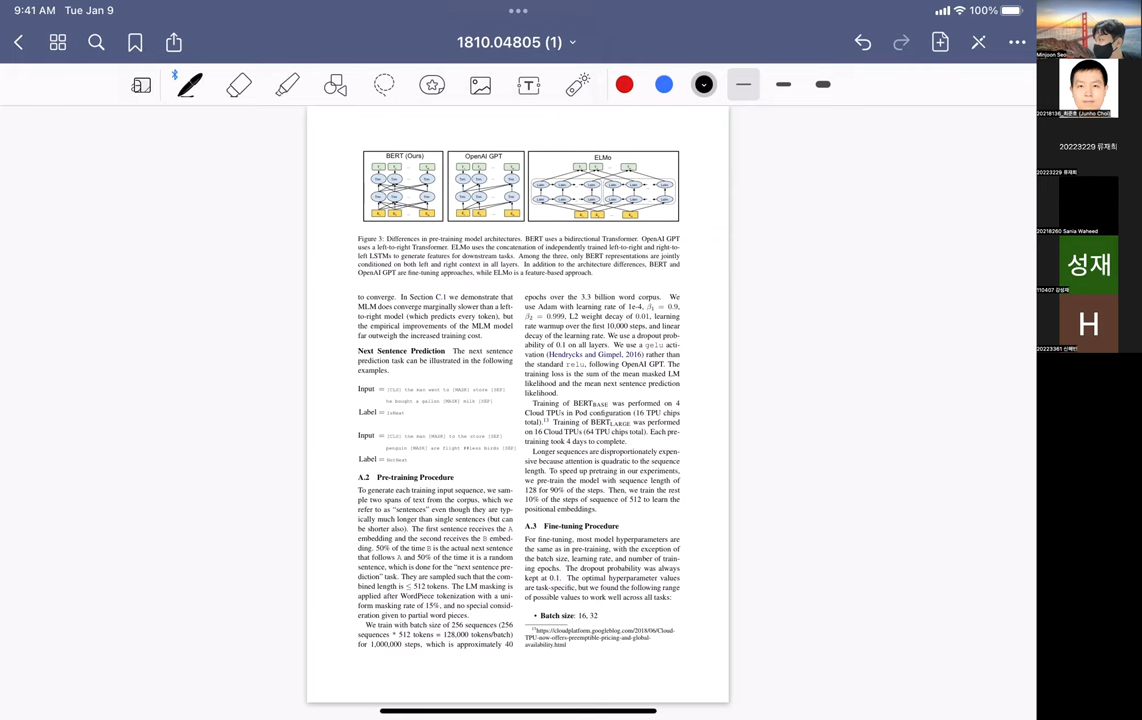 9:41 AM Tue Jan 9
100%
1810.04805 (1)
BERT (Ours)
OpenAI GPT
ELMo
Figure 3: Differences in pre-training model architectures. BERT uses a bidirectional Transformer. OpenAI GPT
uses a left-to-right Transformer. ELMo uses the concatenation of independently trained left-to-right and right-to-
left LSTMs to generate features for downstream tasks. Among the three, only BERT representations are jointly
conditioned on both left and right context in all layers. In addition to the architecture differences, BERT and
OpenAI GPT are fine-tuning approaches, while ELMo is a feature-based approach.
to converge. In Section C.1 we demonstrate that
MLM does converge marginally slower than a left-
to-right model (which predicts every token), but
the empirical improvements of the MLM model
far outweigh the increased training cost.
Next Sentence Prediction The next sentence
prediction task can be illustrated in the following
examples.
Input = [CLS] the man went to [MASK] store [SEP]
he bought a gallon [MASK] milk [SEP]
Label = IsNext
Input = [CLS] the man [MASK] to the store [SEP]
penguin [MASK] are flight ##less birds [SEP]
Label = NotNext
A.2 Pre-training Procedure
To generate each training input sequence, we sam-
ple two spans of text from the corpus, which we
refer to as “sentences” even though they are typ-
ically much longer than single sentences (but can
be shorter also). The first sentence receives the A
embedding and the second receives the B embed-
ding. 50% of the time B is the actual next sentence
that follows A and 50% of the time it is a random
sentence, which is done for the “next sentence pre-
diction” task. They are sampled such that the com-
bined length is ≤ 512 tokens. The LM masking is
applied after WordPiece tokenization with a uni-
form masking rate of 15%, and no special consid-
eration given to partial word pieces.
We train with batch size of 256 sequences (256
sequences * 512 tokens = 128,000 tokens/batch)
for 1,000,000 steps, which is approximately 40
epochs over the 3.3 billion word corpus. We
use Adam with learning rate of 1e-4, β1 = 0.9,
β2 = 0.999, L2 weight decay of 0.01, learning
rate warmup over the first 10,000 steps, and linear
decay of the learning rate. We use a dropout prob-
ability of 0.1 on all layers. We use a gelu acti-
vation (Hendrycks and Gimpel, 2016) rather than
the standard relu, following OpenAI GPT. The
training loss is the sum of the mean masked LM
likelihood and the mean next sentence prediction
likelihood.
Training of BERTBASE was performed on 4
Cloud TPUs in Pod configuration (16 TPU chips
total).13 Training of BERTLARGE was performed
on 16 Cloud TPUs (64 TPU chips total). Each pre-
training took 4 days to complete.
Longer sequences are disproportionately expen-
sive because attention is quadratic to the sequence
length. To speed up pretraing in our experiments,
we pre-train the model with sequence length of
128 for 90% of the steps. Then, we train the rest
10% of the steps of sequence of 512 to learn the
positional embeddings.
A.3 Fine-tuning Procedure
For fine-tuning, most model hyperparameters are
the same as in pre-training, with the exception of
the batch size, learning rate, and number of train-
ing epochs. The dropout probability was always
kept at 0.1. The optimal hyperparameter values
are task-specific, but we found the following range
of possible values to work well across all tasks:
• Batch size: 16, 32
13https://cloudplatform.googleblog.com/2018/06/Cloud-
TPU-now-offers-preemptible-pricing-and-global-
availability.html
Minjoon Seo
20218136_최준호 (Junho Choi)
20223229 류재희
20223229 류재희
20218260 Sania Waheed
성재
110407 김성재
H
20223361 신해빈